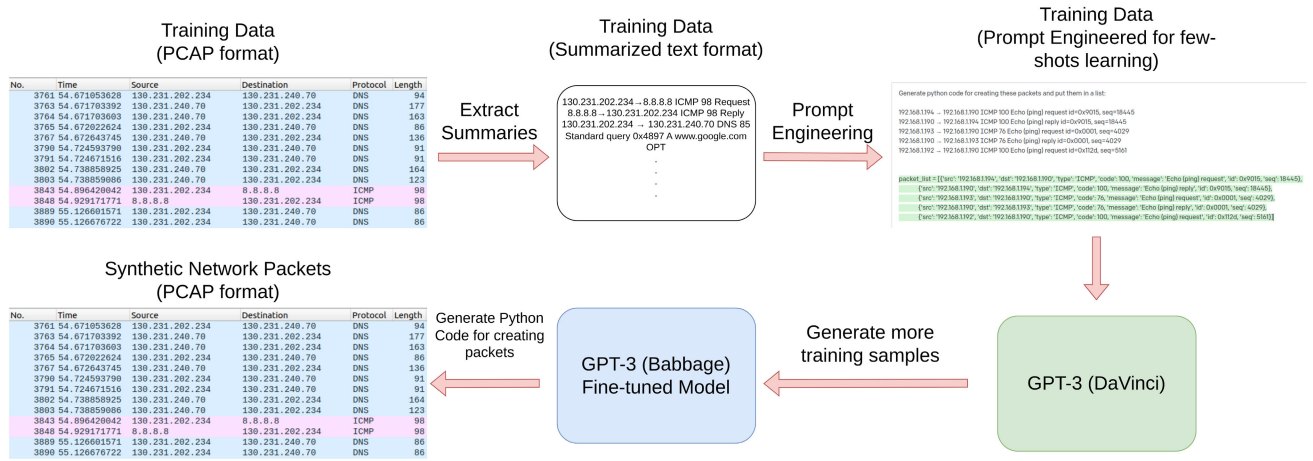 Training Data
(PCAP format)
No. Time Source Destination Protocol Length
3761 54.671053628 130.231.202.234 130.231.240.70 DNS 94
3763 54.671703392 130.231.240.70 130.231.202.234 DNS 177
3764 54.671703603 130.231.240.70 130.231.202.234 DNS 163
3765 54.672022624 130.231.202.234 130.231.240.70 DNS 86
3767 54.672643745 130.231.240.70 130.231.202.234 DNS 136
3790 54.724593790 130.231.202.234 130.231.240.70 DNS 91
3791 54.724671516 130.231.202.234 130.231.240.70 DNS 91
3802 54.738858925 130.231.240.70 130.231.202.234 DNS 164
3803 54.738859086 130.231.240.70 130.231.202.234 DNS 123
3843 54.896420042 130.231.202.234 8.8.8.8 ICMP 98
3848 54.929171771 8.8.8.8 130.231.202.234 ICMP 98
3889 55.126601571 130.231.202.234 130.231.240.70 DNS 86
3890 55.126676722 130.231.202.234 130.231.240.70 DNS 86
Extract
Summaries
Training Data
(Summarized text format)
130.231.202.234→8.8.8.8 ICMP 98 Request
8.8.8.8→130.231.202.234 ICMP 98 Reply
130.231.202.234 → 130.231.240.70 DNS 85
Standard query 0x4897 A www.google.com
OPT
.
.
.
.
Prompt
Engineering
Training Data
(Prompt Engineered for few-
shots learning)
Generate python code for creating these packets and put them in a list:
192.168.1.194 → 192.168.1.190 ICMP 100 Echo (ping) request id=0x9015, seq=18445
192.168.1.190 → 192.168.1.194 ICMP 100 Echo (ping) reply id=0x9015, seq=18445
192.168.1.193 → 192.168.1.190 ICMP 76 Echo (ping) request id=0x0001, seq=4029
192.168.1.190 → 192.168.1.193 ICMP 76 Echo (ping) reply id=0x0001, seq=4029
192.168.1.192 → 192.168.1.190 ICMP 100 Echo (ping) request id=0x112d, seq=5161
packet_list = [{'src': '192.168.1.194', 'dst': '192.168.1.190', 'type': 'ICMP', 'code': 100, 'message': 'Echo (ping) request', 'id': 0x9015, 'seq': 18445},
{'src': '192.168.1.190', 'dst': '192.168.1.194', 'type': 'ICMP', 'code': 100, 'message': 'Echo (ping) reply', 'id': 0x9015, 'seq': 18445},
{'src': '192.168.1.193', 'dst': '192.168.1.190', 'type': 'ICMP', 'code': 76, 'message': 'Echo (ping) request', 'id': 0x0001, 'seq': 4029},
{'src': '192.168.1.190', 'dst': '192.168.1.193', 'type': 'ICMP', 'code': 76, 'message': 'Echo (ping) reply', 'id': 0x0001, 'seq': 4029},
{'src': '192.168.1.192', 'dst': '192.168.1.190', 'type': 'ICMP', 'code': 100, 'message': 'Echo (ping) request', 'id': 0x112d, 'seq': 5161}]
GPT-3 (DaVinci)
Generate more
training samples
GPT-3 (Babbage)
Fine-tuned Model
Generate Python
Code for creating
packets
Synthetic Network Packets
(PCAP format)
No. Time Source Destination Protocol Length
3761 54.671053628 130.231.202.234 130.231.240.70 DNS 94
3763 54.671703392 130.231.240.70 130.231.202.234 DNS 177
3764 54.671703603 130.231.240.70 130.231.202.234 DNS 163
3765 54.672022624 130.231.202.234 130.231.240.70 DNS 86
3767 54.672643745 130.231.240.70 130.231.202.234 DNS 136
3790 54.724593790 130.231.202.234 130.231.240.70 DNS 91
3791 54.724671516 130.231.202.234 130.231.240.70 DNS 91
3802 54.738858925 130.231.240.70 130.231.202.234 DNS 164
3803 54.738859086 130.231.240.70 130.231.202.234 DNS 123
3843 54.896420042 130.231.202.234 8.8.8.8 ICMP 98
3848 54.929171771 8.8.8.8 130.231.202.234 ICMP 98
3889 55.126601571 130.231.202.234 130.231.240.70 DNS 86
3890 55.126676722 130.231.202.234 130.231.240.70 DNS 86